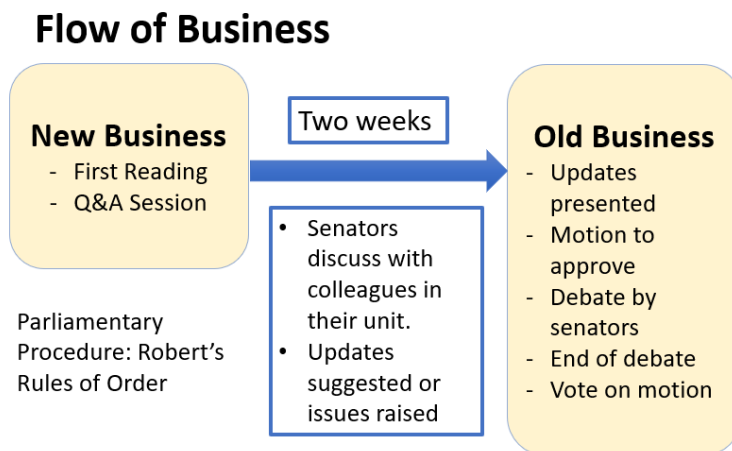 Flow of Business
New Business
- First Reading
- Q&A Session
Two weeks
• Senators
discuss with
colleagues in
their unit.
• Updates
suggested or
issues raised
Old Business
- Updates
presented
- Motion to
approve
- Debate by
senators
- End of debate
- Vote on motion
Parliamentary
Procedure: Robert’s
Rules of Order